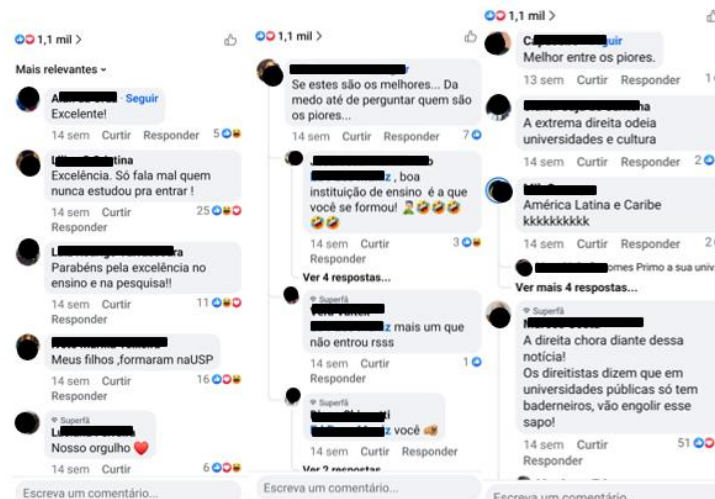 1,1 mil >
Mais relevantes
Seguir
Excelente!
14 sem Curtir Responder 5
Excelência. Só fala mal quem
nunca estudou pra entrar !
14 sem Curtir 25
Responder
Parabéns pela excelência no
ensino e na pesquisa!!
14 sem Curtir 11
Responder
Meus filhos ,formaram naUSP
14 sem Curtir 16
Responder
Superfã
Nosso orgulho
14 sem Curtir 6
Escreva um comentário...
1,1 mil >
Se estes são os melhores... Da
medo até de perguntar quem são
os piores...
14 sem Curtir Responder 7
, boa
instituição de ensino é a que
você se formou!
14 sem Curtir 3
Responder
Ver 4 respostas...
Superfã
mais um que
não entrou rsss
14 sem Curtir 1
Responder
Superfã
você
14 sem Curtir Responder
Ver 2 respostas
Escreva um comentário...
1,1 mil >
Melhor entre os piores.
13 sem Curtir Responder
A extrema direita odeia
universidades e cultura
14 sem Curtir Responder 2
América Latina e Caribe
kkkkkkkkkk
14 sem Curtir Responder 2
omes Primo a sua univ
Ver mais 4 respostas...
Superfã
A direita chora diante dessa
notícia!
Os direitistas dizem que em
universidades públicas só tem
baderneiros, vão engolir esse
sapo!
14 sem Curtir 51
Responder
Escreva um comentário